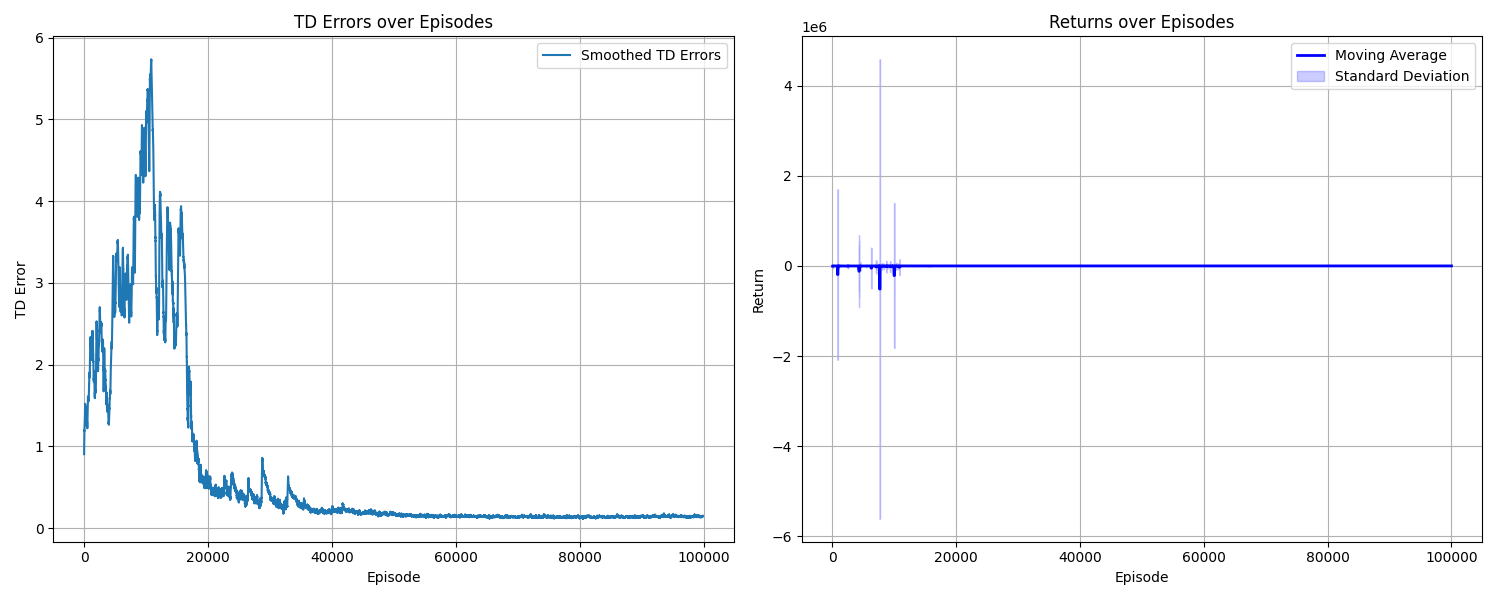 TD Errors over Episodes
Smoothed TD Errors
TD Error
6
5
4
3
2
1
0
0 20000 40000 60000 80000 100000
Episode
Returns over Episodes
1e6
Moving Average
Standard Deviation
Return
4
2
0
−2
−4
−6
0 20000 40000 60000 80000 100000
Episode